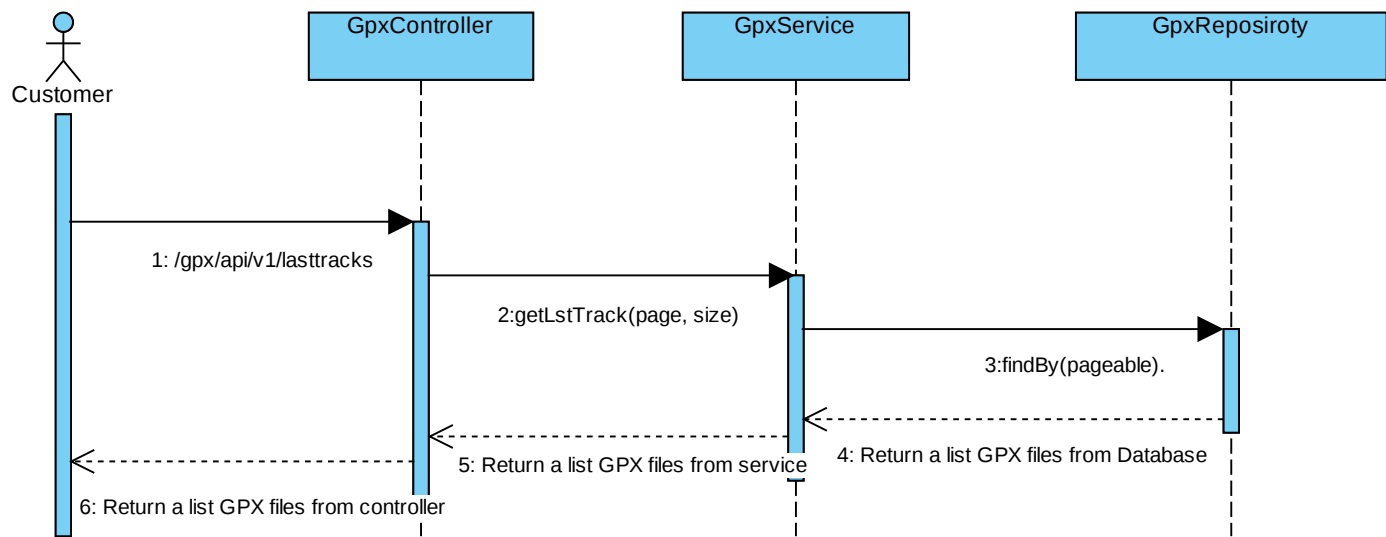 GpxController
GpxService
GpxReposiroty
Customer
1: /gpx/api/v1/lasttracks
2:getLstTrack(page, size)
3:findBy(pageable).
4: Return a list GPX files from Database
5: Return a list GPX files from service
6: Return a list GPX files from controller